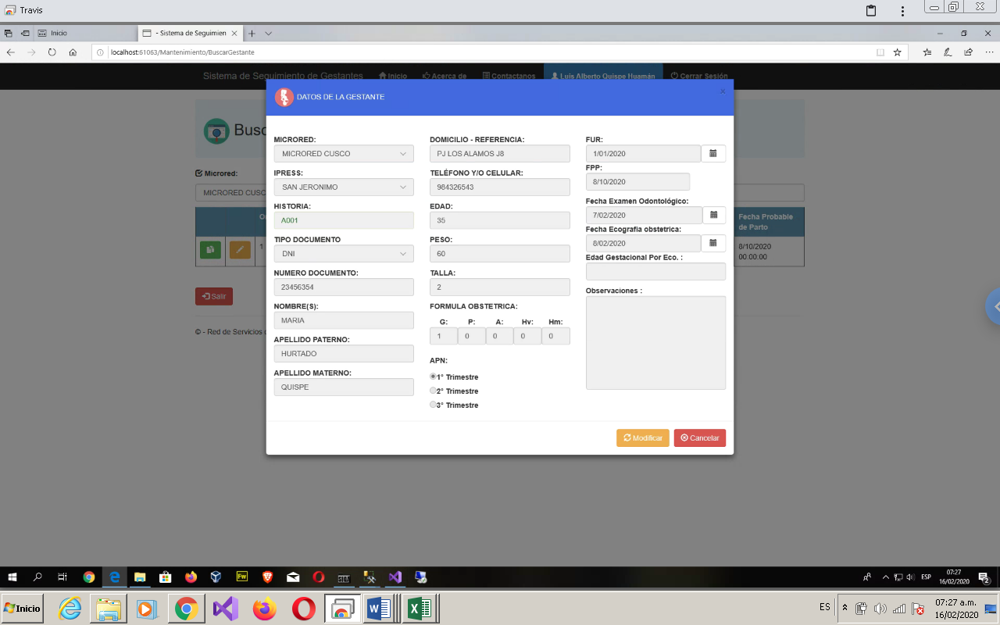 Travis
Inicio
- Sistema de Seguimien
localhost:61063/Mantenimiento/BuscarGestante
Sistema de Seguimiento de Gestantes
Inicio
Acerca de
Contactanos
Luis Alberto Quispe Huamán
Cerrar Sesión
DATOS DE LA GESTANTE
×
Busc
Microred:
MICRORED CUSC
O
1
Fecha Probable
de Parto
8/10/2020
00:00:00
Salir
© - Red de Servicios
MICRORED:
MICRORED CUSCO
IPRESS:
SAN JERONIMO
HISTORIA:
A001
TIPO DOCUMENTO
DNI
NUMERO DOCUMENTO:
23456354
NOMBRE(S):
MARIA
APELLIDO PATERNO:
HURTADO
APELLIDO MATERNO:
QUISPE
DOMICILIO - REFERENCIA:
PJ LOS ALAMOS J8
TELÉFONO Y/O CELULAR:
984326543
EDAD:
35
PESO:
60
TALLA:
2
FORMULA OBSTETRICA:
G: P: A: Hv: Hm:
1 0 0 0 0
APN:
1° Trimestre
2° Trimestre
3° Trimestre
FUR:
1/01/2020
FPP:
8/10/2020
Fecha Examen Odontológico:
7/02/2020
Fecha Ecografia obstetrica:
8/02/2020
Edad Gestacional Por Eco. :
Observaciones :
Modificar
Cancelar
Fw
ESP
07:27
16/02/2020
2
Inicio
ES
07:27 a.m.
16/02/2020